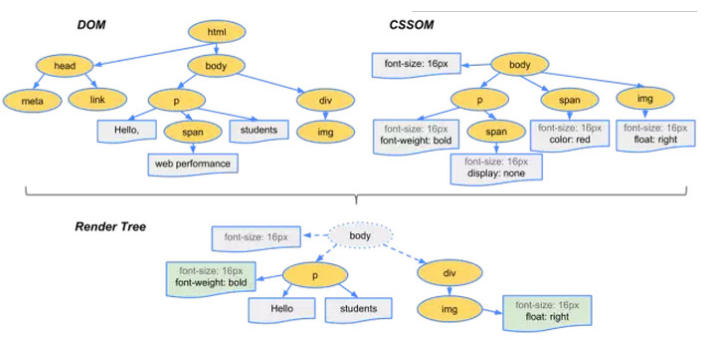 DOM
CSSOM
html
head
body
meta
link
p
div
Hello,
span
students
img
web performance
font-size: 16px
body
p
span
img
font-size: 16px
font-weight: bold
span
font-size: 16px
color: red
font-size: 16px
float: right
font-size: 16px
display: none
Render Tree
font-size: 16px
body
font-size: 16px
font-weight: bold
p
div
Hello
students
img
font-size: 16px
float: right